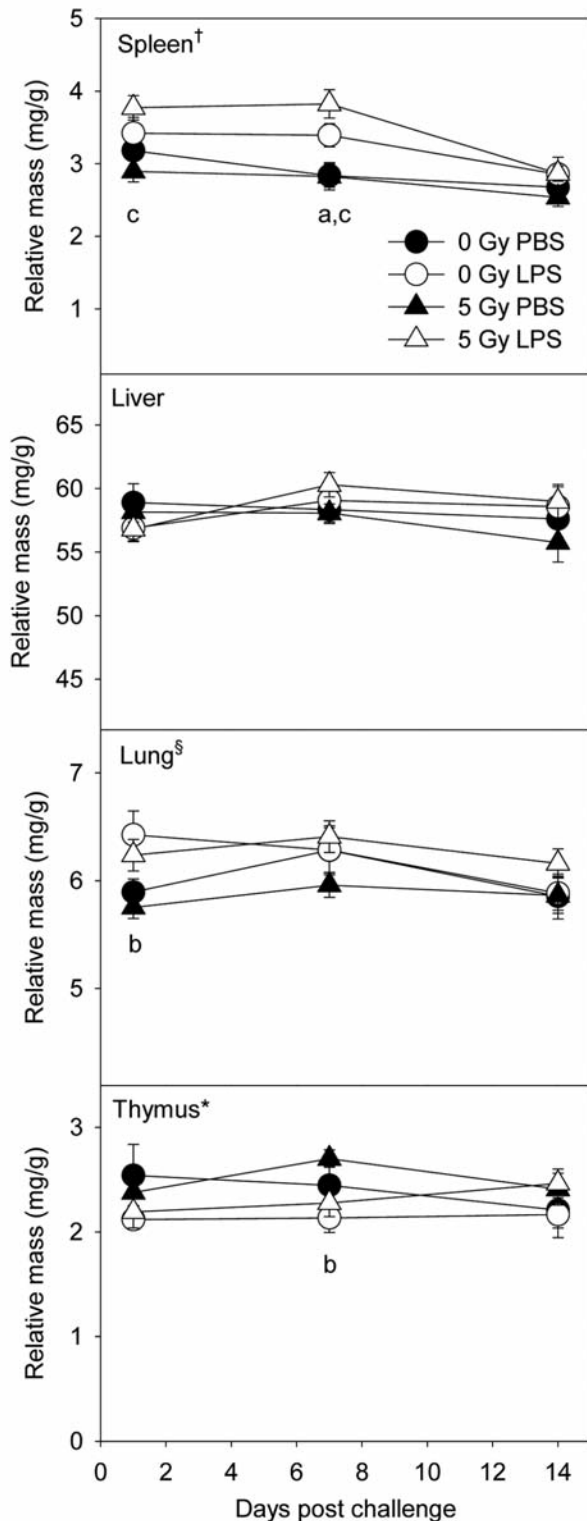 5
Spleen†
4
3
2
1
Relative mass (mg/g)
c
a,c
0 Gy PBS
0 Gy LPS
5 Gy PBS
5 Gy LPS
Liver
65
60
55
50
45
Relative mass (mg/g)
Lung§
7
6
5
Relative mass (mg/g)
b
Thymus*
3
2
1
0
Relative mass (mg/g)
b
0 2 4 6 8 10 12 14
Days post challenge